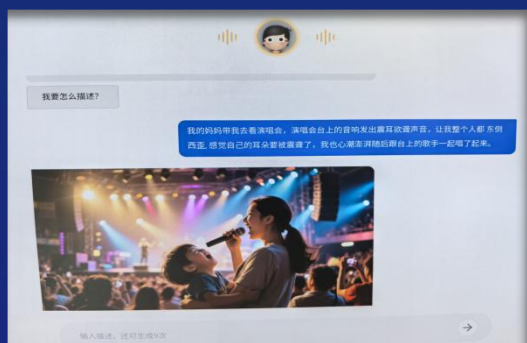 我要怎么描述?
我的妈妈带我去看演唱会，演唱会台上的音响发出震耳欲聋声音，让我整个人都东倒
西歪，感觉自己的耳朵要被震聋了，我也心潮澎湃随后跟台上的歌手一起唱了起来。
输入描述，还可生成9次